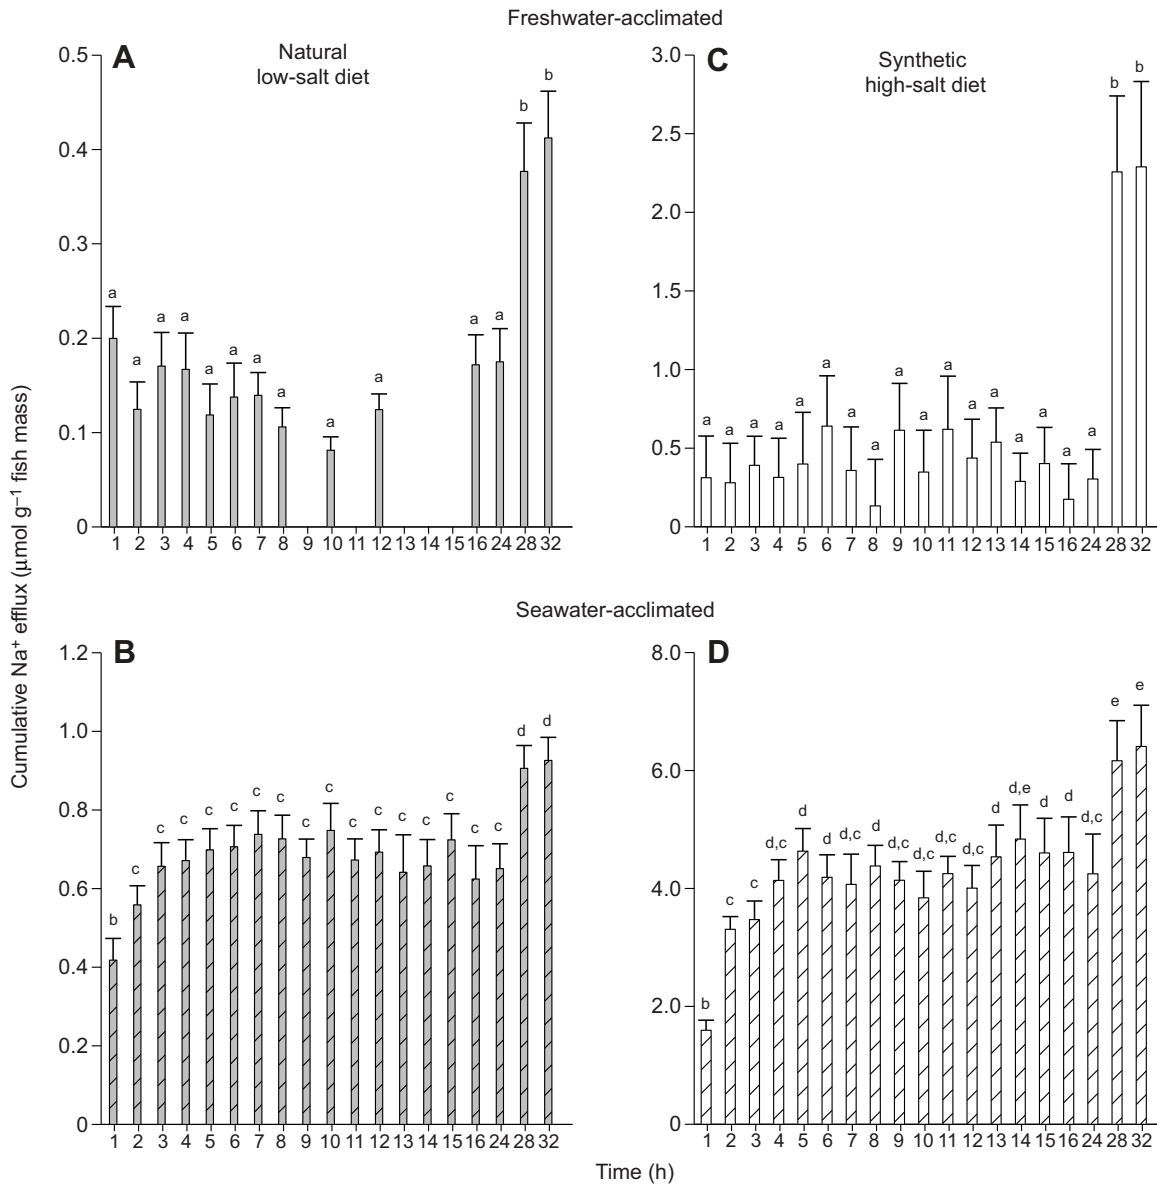 Freshwater-acclimated
A
Natural
low-salt diet
0.5
0.4
0.3
0.2
0.1
0
a a a a a a a a a a a a b b
1 2 3 4 5 6 7 8 9 10 11 12 13 14 15 16 24 28 32
C
Synthetic
high-salt diet
3.0
2.5
2.0
1.5
1.0
0.5
0
a a a a a a a a a a a a a a a a a b b
1 2 3 4 5 6 7 8 9 10 11 12 13 14 15 16 24 28 32
Cumulative Na⁺ efflux (μmol g⁻¹ fish mass)
Seawater-acclimated
B
1.2
1.0
0.8
0.6
0.4
0.2
0
b c c c c c c c c c c c c c c c c d d
1 2 3 4 5 6 7 8 9 10 11 12 13 14 15 16 24 28 32
D
8.0
6.0
4.0
2.0
0
b c c d,c d d d,c d d,c d,c d,c d,c d d,e d d d,c e e
1 2 3 4 5 6 7 8 9 10 11 12 13 14 15 16 24 28 32
Time (h)